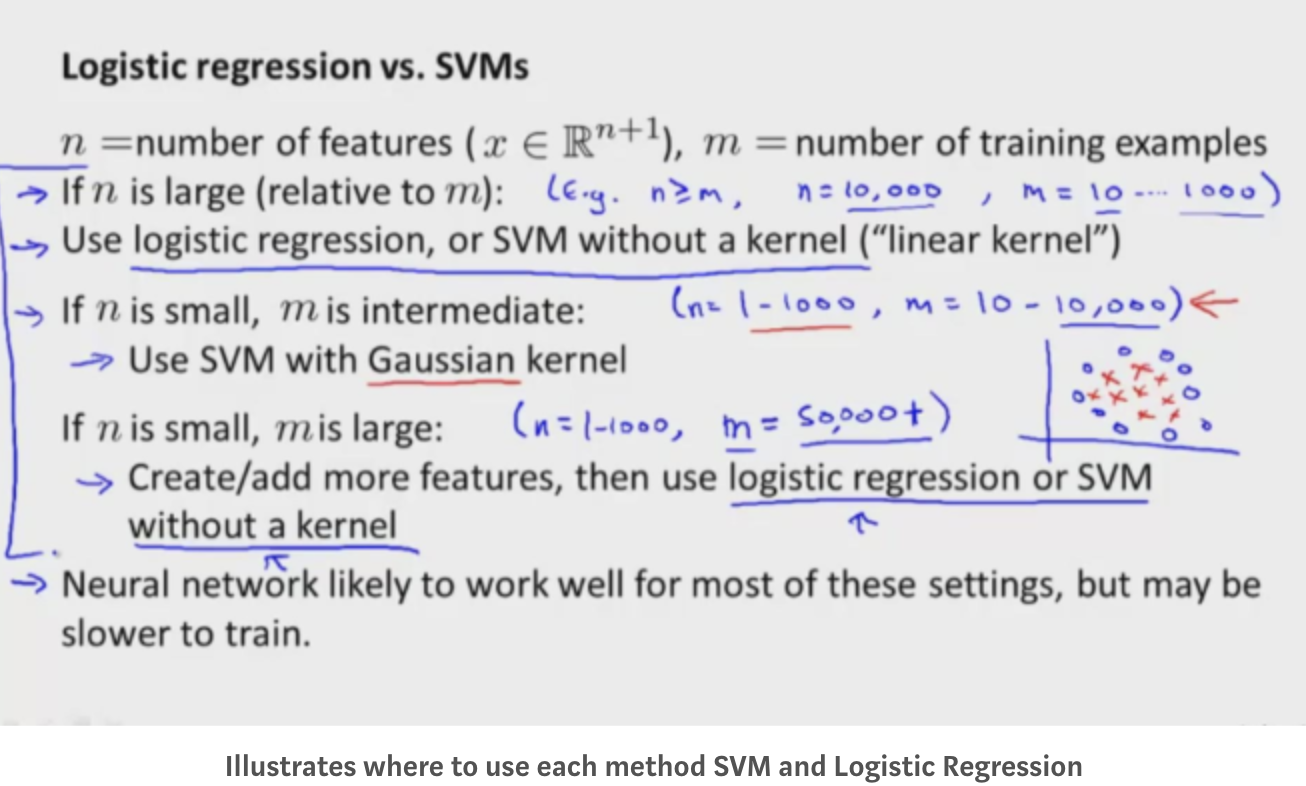 Logistic regression vs. SVMs
n =number of features ( x ∈ ℝⁿ⁺¹), m = number of training examples
If n is large (relative to m): (E.g. n ≥ m, n = 10,000 , m = 10 .... 1000)
Use logistic regression, or SVM without a kernel (“linear kernel”)
If n is small, m is intermediate: (n= 1 - 1000 , m = 10 - 10,000)
Use SVM with Gaussian kernel
If n is small, m is large: (n = 1-1000, m = 50,000+)
Create/add more features, then use logistic regression or SVM
without a kernel
Neural network likely to work well for most of these settings, but may be
slower to train.
Illustrates where to use each method SVM and Logistic Regression